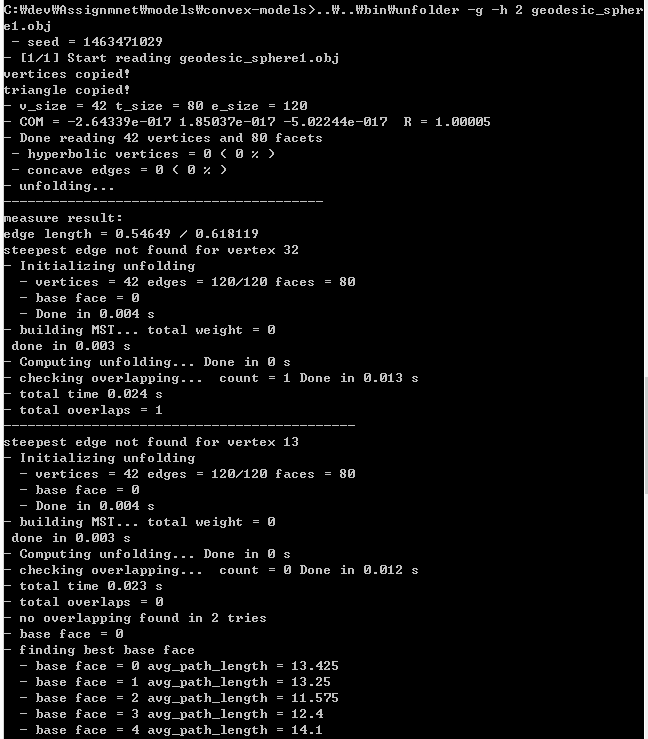 C:₩dev₩Assignmnet₩models₩convex-models>..₩..₩bin₩unfolder -g -h 2 geodesic_spher
e1.obj
 - seed = 1463471029
- [1/1] Start reading geodesic_sphere1.obj
vertices copied!
triangle copied!
- v_size = 42 t_size = 80 e_size = 120
- COM = -2.64339e-017 1.85037e-017 -5.02244e-017  R = 1.00005
- Done reading 42 vertices and 80 facets
 - hyperbolic vertices = 0 ( 0 % )
 - concave edges = 0 ( 0 % )
- unfolding...
----------------------------------------
measure result:
edge length = 0.54649 / 0.618119
steepest edge not found for vertex 32
- Initializing unfolding
  - vertices = 42 edges = 120/120 faces = 80
  - base face = 0
  - Done in 0.004 s
- building MST... total weight = 0
 done in 0.003 s
- Computing unfolding... Done in 0 s
- checking overlapping...  count = 1 Done in 0.013 s
- total time 0.024 s
- total overlaps = 1
--------------------------------------------
steepest edge not found for vertex 13
- Initializing unfolding
  - vertices = 42 edges = 120/120 faces = 80
  - base face = 0
  - Done in 0.004 s
- building MST... total weight = 0
 done in 0.003 s
- Computing unfolding... Done in 0 s
- checking overlapping...  count = 0 Done in 0.012 s
- total time 0.023 s
- total overlaps = 0
- no overlapping found in 2 tries
- base face = 0
- finding best base face
  - base face = 0 avg_path_length = 13.425
  - base face = 1 avg_path_length = 13.25
  - base face = 2 avg_path_length = 11.575
  - base face = 3 avg_path_length = 12.4
  - base face = 4 avg_path_length = 14.1